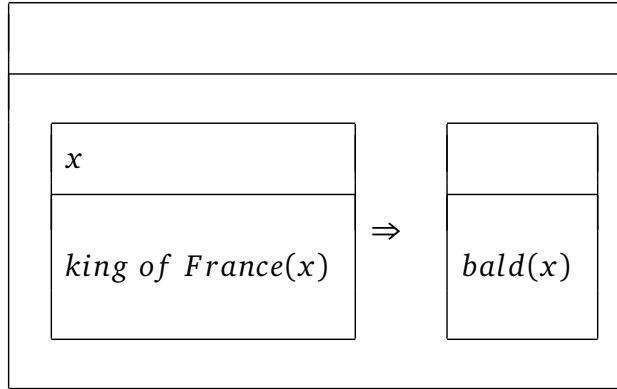 x
king of France(x) ⇒ bald(x)